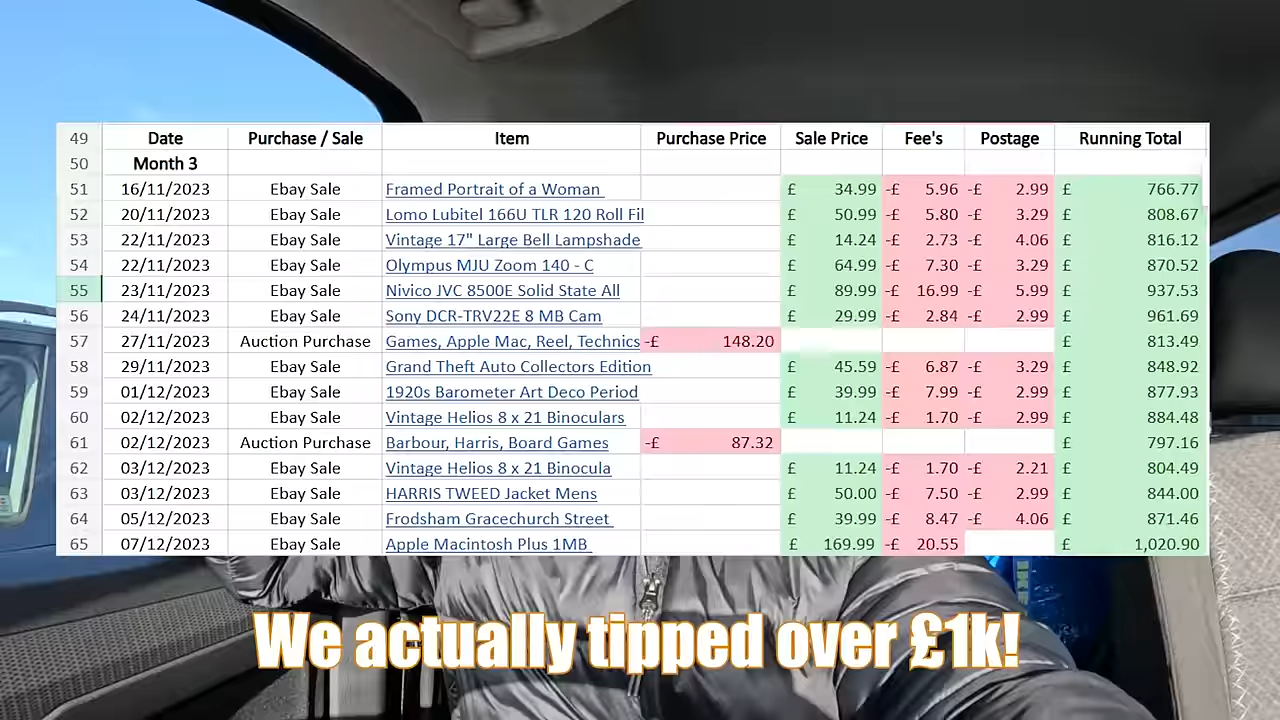 49 Date Purchase / Sale Item Purchase Price Sale Price Fee's Postage Running Total
50 Month 3
51 16/11/2023 Ebay Sale Framed Portrait of a Woman £ 34.99 -£ 5.96 -£ 2.99 £ 766.77
52 20/11/2023 Ebay Sale Lomo Lubitel 166U TLR 120 Roll Fil £ 50.99 -£ 5.80 -£ 3.29 £ 808.67
53 22/11/2023 Ebay Sale Vintage 17" Large Bell Lampshade £ 14.24 -£ 2.73 -£ 4.06 £ 816.12
54 22/11/2023 Ebay Sale Olympus MJU Zoom 140 - C £ 64.99 -£ 7.30 -£ 3.29 £ 870.52
55 23/11/2023 Ebay Sale Nivico JVC 8500E Solid State All £ 89.99 -£ 16.99 -£ 5.99 £ 937.53
56 24/11/2023 Ebay Sale Sony DCR-TRV22E 8 MB Cam £ 29.99 -£ 2.84 -£ 2.99 £ 961.69
57 27/11/2023 Auction Purchase Games, Apple Mac, Reel, Technics -£ 148.20 £ 813.49
58 29/11/2023 Ebay Sale Grand Theft Auto Collectors Edition £ 45.59 -£ 6.87 -£ 3.29 £ 848.92
59 01/12/2023 Ebay Sale 1920s Barometer Art Deco Period £ 39.99 -£ 7.99 -£ 2.99 £ 877.93
60 02/12/2023 Ebay Sale Vintage Helios 8 x 21 Binoculars £ 11.24 -£ 1.70 -£ 2.99 £ 884.48
61 02/12/2023 Auction Purchase Barbour, Harris, Board Games -£ 87.32 £ 797.16
62 03/12/2023 Ebay Sale Vintage Helios 8 x 21 Binocula £ 11.24 -£ 1.70 -£ 2.21 £ 804.49
63 03/12/2023 Ebay Sale HARRIS TWEED Jacket Mens £ 50.00 -£ 7.50 -£ 2.99 £ 844.00
64 05/12/2023 Ebay Sale Frodsham Gracechurch Street £ 39.99 -£ 8.47 -£ 4.06 £ 871.46
65 07/12/2023 Ebay Sale Apple Macintosh Plus 1MB £ 169.99 -£ 20.55 £ 1,020.90
We actually tipped over £1k!